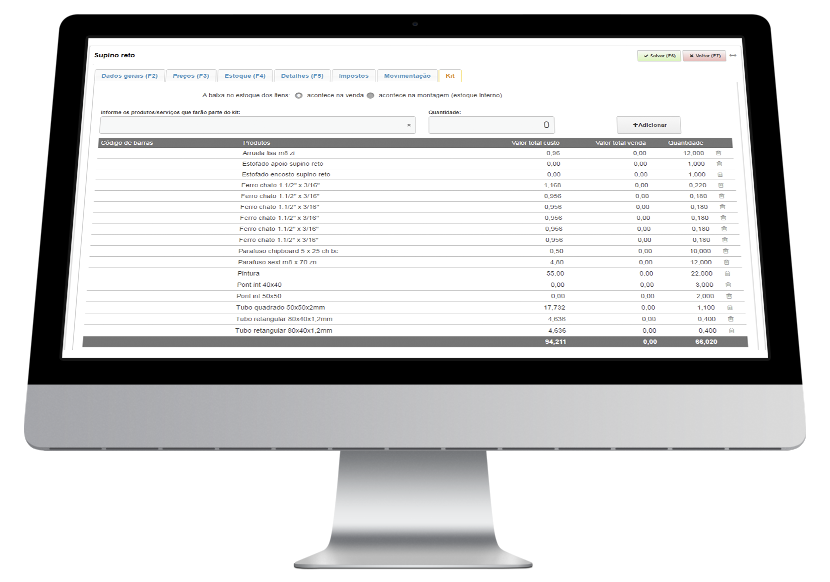 Supino reto
✔ Salvar (F6) ✖ Voltar (F7)
Dados gerais (F2) Preços (F3) Estoque (F4) Detalhes (F5) Impostos Movimentação Kit
A baixa no estoque dos itens: acontece na venda acontece na montagem (estoque interno)
Informe os produtos/serviços que farão parte do kit: Quantidade:
0
+Adicionar
Código de barras Produtos Valor total custo Valor total venda Quantidade
Arruela lisa m8 zi 0,96 0,00 12,000
Estofado apoio supino reto 0,00 0,00 1,000
Estofado encosto supino reto 0,00 0,00 1,000
Ferro chato 1.1/2" x 3/16" 1,168 0,00 0,220
Ferro chato 1.1/2" x 3/16" 0,956 0,00 0,180
Ferro chato 1.1/2" x 3/16" 0,956 0,00 0,180
Ferro chato 1.1/2" x 3/16" 0,956 0,00 0,180
Ferro chato 1.1/2" x 3/16" 0,956 0,00 0,180
Ferro chato 1.1/2" x 3/16" 0,956 0,00 0,180
Parafuso chipboard 5 x 25 ch bc 0,50 0,00 10,000
Parafuso sext m8 x 70 zn 4,80 0,00 12,000
Pintura 55,00 0,00 22,000
Pont int 40x40 0,00 0,00 3,000
Pont int 50x50 0,00 0,00 2,000
Tubo quadrado 50x50x2mm 17,732 0,00 1,100
Tubo retangular 80x40x1,2mm 4,636 0,00 0,400
Tubo retangular 80x40x1,2mm 4,636 0,00 0,400
94,211 0,00 66,020